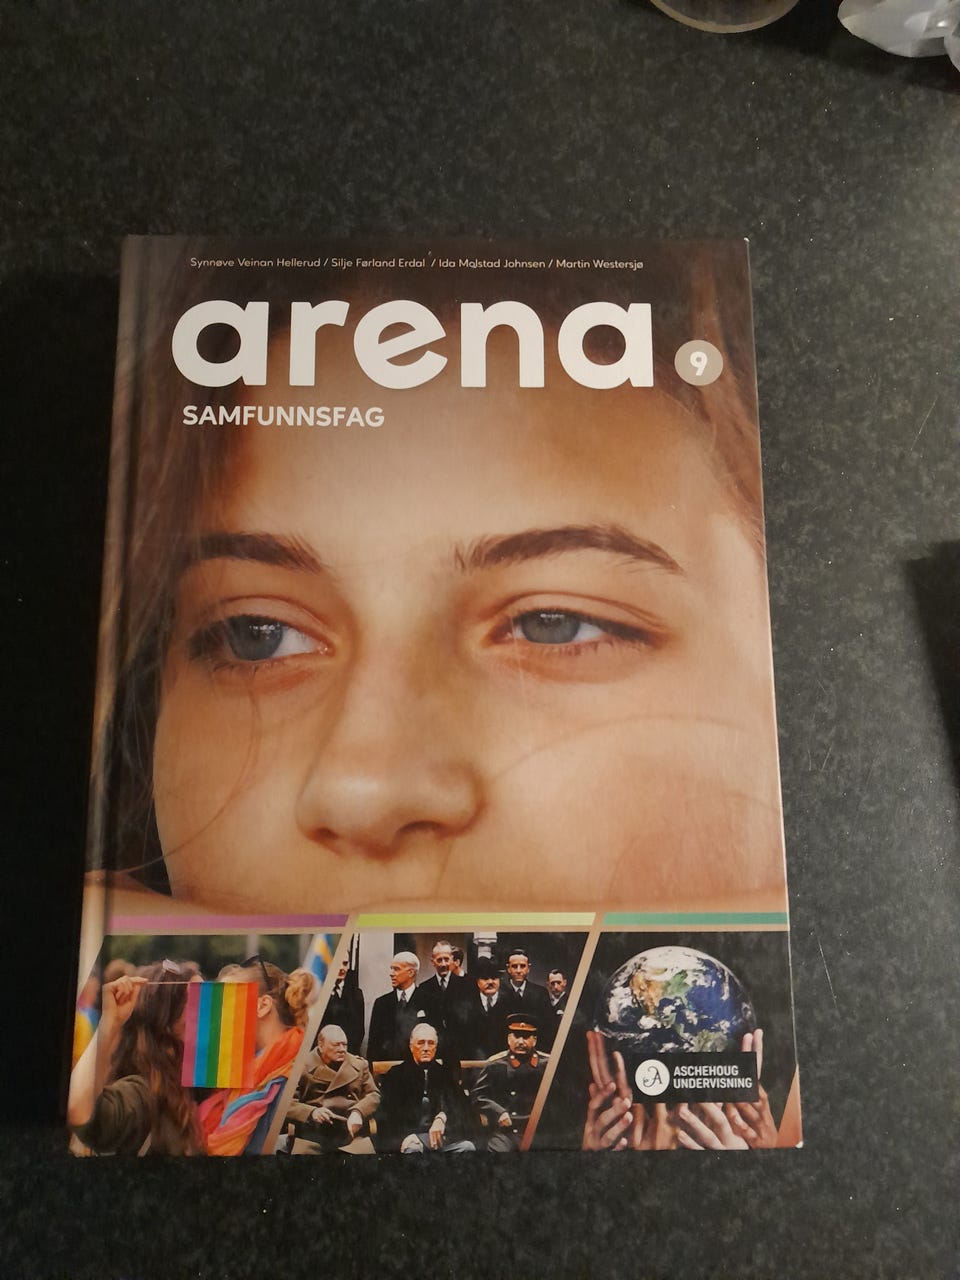 Synnøve Veinan Hellerud / Silje Førland Erdal / Ida Molstad Johnsen / Martin Westersjø
arena 9
SAMFUNNSFAG
A ASCHEHOUG
UNDERVISNING